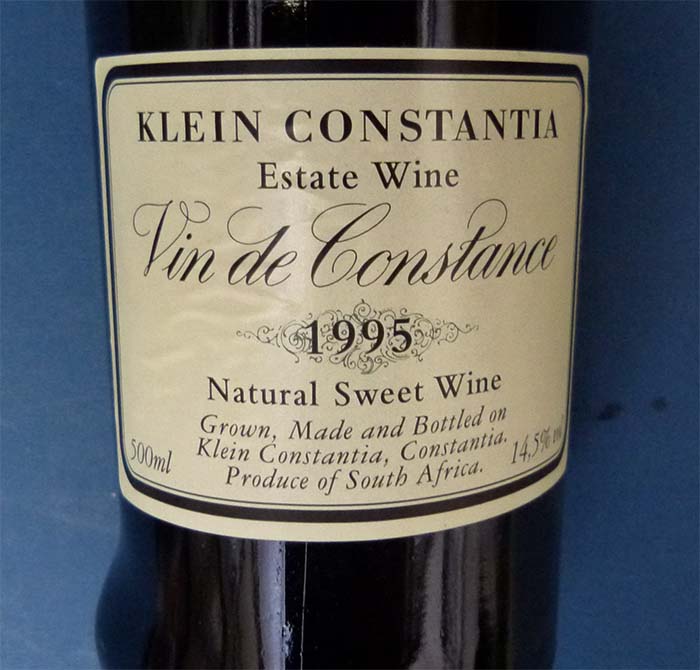 KLEIN CONSTANTIA
Estate Wine
Vin de Constance
1995
Natural Sweet Wine
Grown, Made and Bottled on
Klein Constantia, Constantia.
Produce of South Africa.
500ml
14,5%